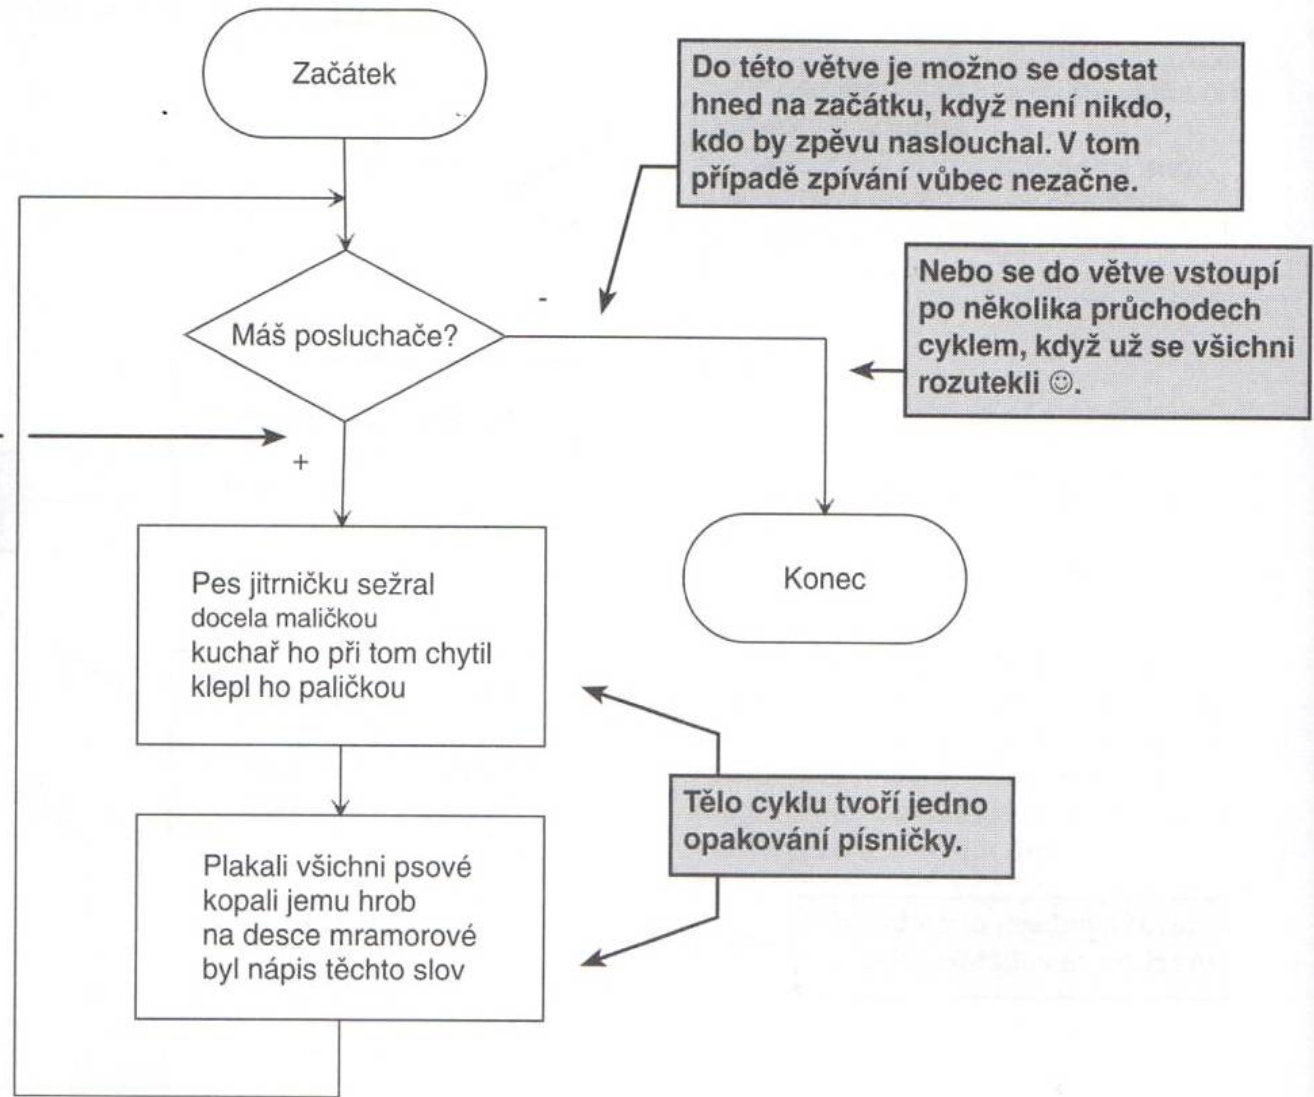 Začátek
Do této větve je možno se dostat
hned na začátku, když není nikdo,
kdo by zpěvu naslouchal. V tom
případě zpívání vůbec nezačne.
Nebo se do větve vstoupí
po několika průchodech
cyklem, když už se všichni
rozutekli ☺.
-
Máš posluchače?
+
Pes jitrničku sežral
docela maličkou
kuchař ho při tom chytil
klepl ho paličkou
Konec
Tělo cyklu tvoří jedno
opakování písničky.
Plakali všichni psové
kopali jemu hrob
na desce mramorové
byl nápis těchto slov